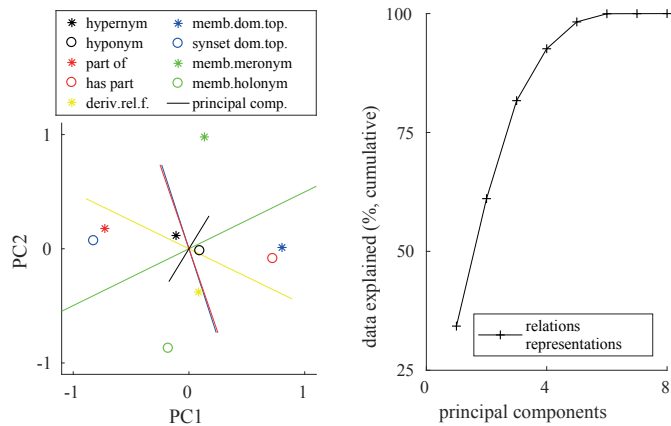 hypernym
hyponym
part of
has part
deriv.rel.f.
memb.dom.top.
synset dom.top.
memb.meronym
memb.holonym
principal comp.
1
0
-1
PC2
-1
0
1
PC1
100
75
50
25
data explained (%, cumulative)
relations
representations
0
4
8
principal components